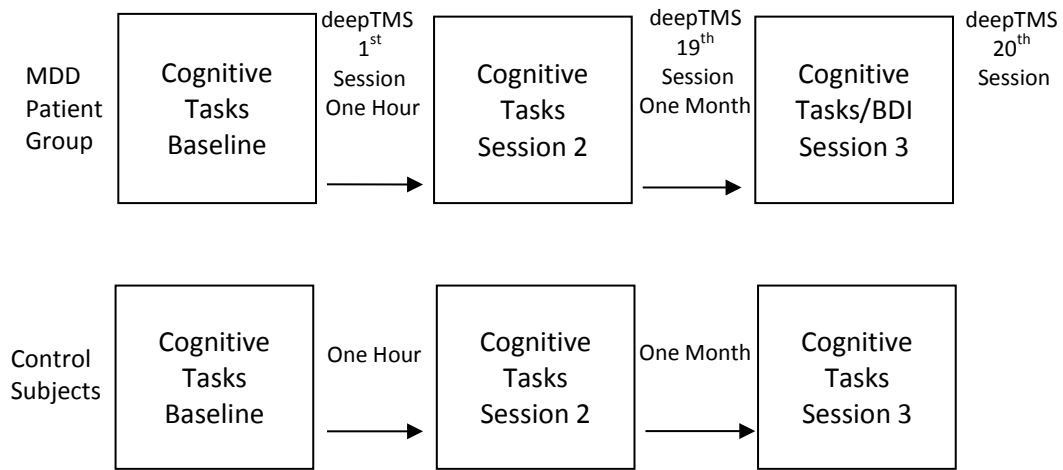 MDD
Patient
Group
Cognitive
Tasks
Baseline
deepTMS
1st
Session
One Hour
Cognitive
Tasks
Session 2
deepTMS
19th
Session
One Month
Cognitive
Tasks/BDI
Session 3
deepTMS
20th
Session
Control
Subjects
Cognitive
Tasks
Baseline
One Hour
Cognitive
Tasks
Session 2
One Month
Cognitive
Tasks
Session 3